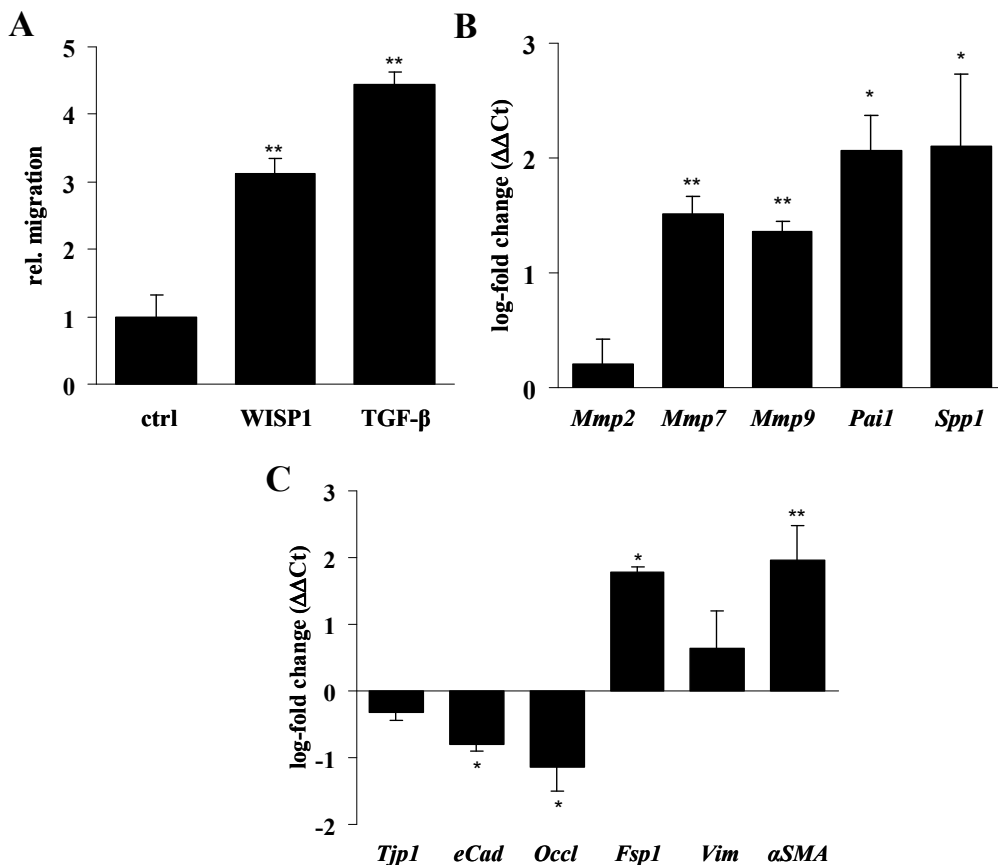 A
rel. migration
5
4
3
2
1
0
**
**
ctrl WISP1 TGF-β
B
log-fold change (ΔΔCt)
3
2
1
0
**
**
*
*
Mmp2 Mmp7 Mmp9 Pai1 Spp1
C
log-fold change (ΔΔCt)
3
2
1
0
-1
-2
*
*
*
**
Tjp1 eCad Occl Fsp1 Vim αSMA